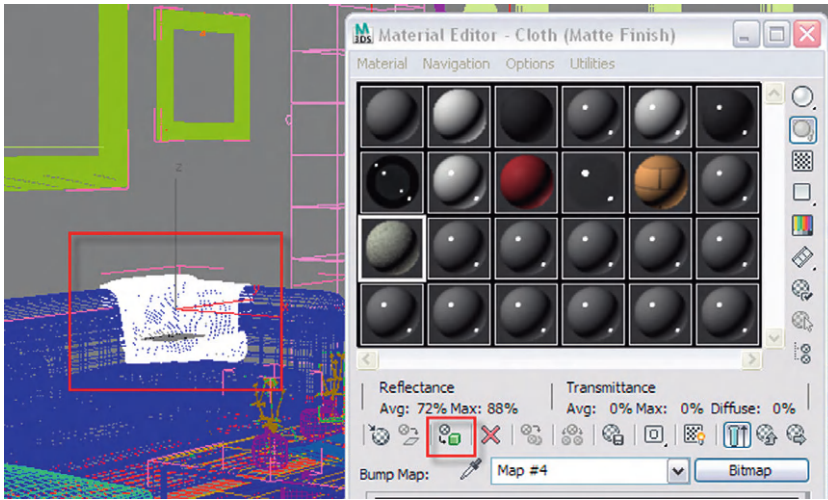 3DS Material Editor - Cloth (Matte Finish)
Material Navigation Options Utilities
Reflectance
Avg: 72% Max: 88%
Transmittance
Avg: 0% Max: 0% Diffuse: 0%
Bump Map: Map #4 Bitmap